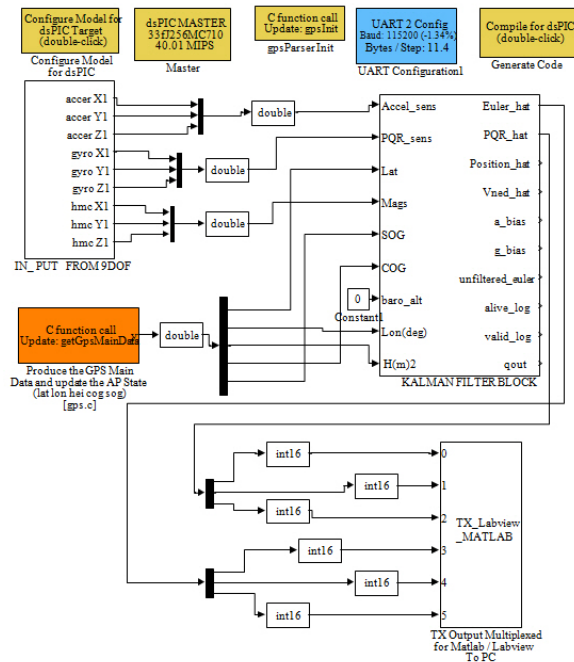 Configure Model for
dsPIC Target
(double-click)
Configure Model
for dsPIC
dsPIC MASTER
33fJ256MC710
40.01 MIPS
Master
C function call
Update: gpsInit
gpsParserInit
UART 2 Config
Baud: 115200 (-1.34%)
Bytes / Step: 11.4
UART Configuration1
Compile for dsPIC
(double-click)
Generate Code
accer X1
accer Y1
accer Z1
gyro X1
gyro Y1
gyro Z1
hmc X1
hmc Y1
hmc Z1
IN_ PUT FROM 9DOF
double
double
double
Accel_sens
PQR_sens
Lat
Mags
SOG
COG
baro_alt
Lon(deg)
H(m)2
Euler_hat
PQR_hat
Position_hat
Vned_hat
a_bias
g_bias
unfiltered_euler
alive_log
valid_log
qout
KALMAN FILTER BLOCK
0
Constant1
C function call
Update: getGpsMainData
Produce the GPS Main
Data and update the AP State
(lat lon hei cog sog)
[gps.c]
double
int16
int16
int16
int16
int16
int16
0
1
2
3
4
5
TX_Labview
_MATLAB
TX Output Multiplexed
for Matlab / Labview
To PC